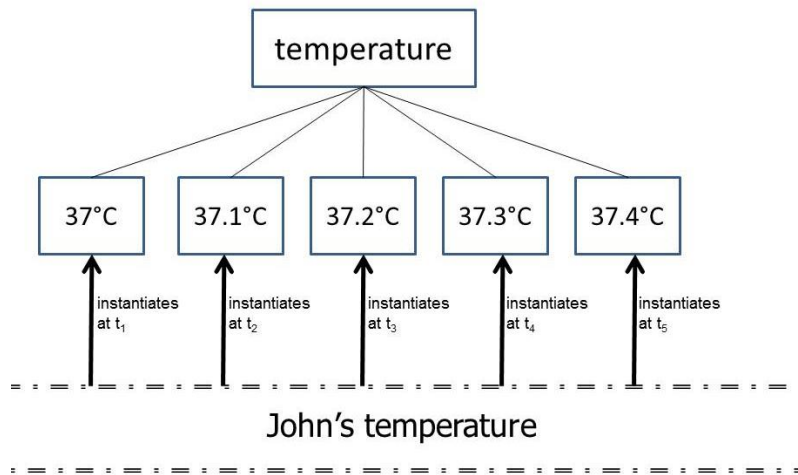 temperature
37°C
37.1°C
37.2°C
37.3°C
37.4°C
instantiates
at t₁
instantiates
at t₂
instantiates
at t₃
instantiates
at t₄
instantiates
at t₅
John’s temperature